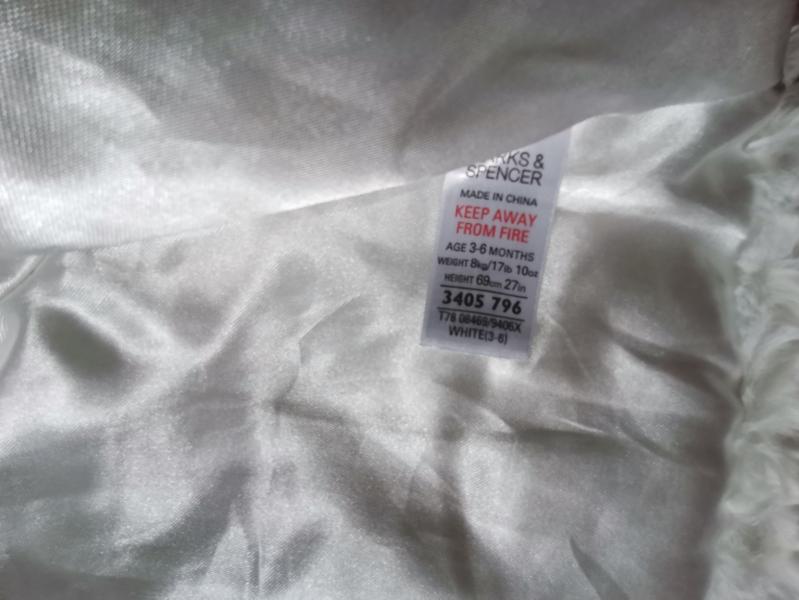 ARKS &
SPENCER
MADE IN CHINA
KEEP AWAY
FROM FIRE
AGE 3-6 MONTHS
WEIGHT 8kg/17lb 10oz
HEIGHT 69cm 27in
3405 796
T78 08469/9406X
WHITE(3-6)